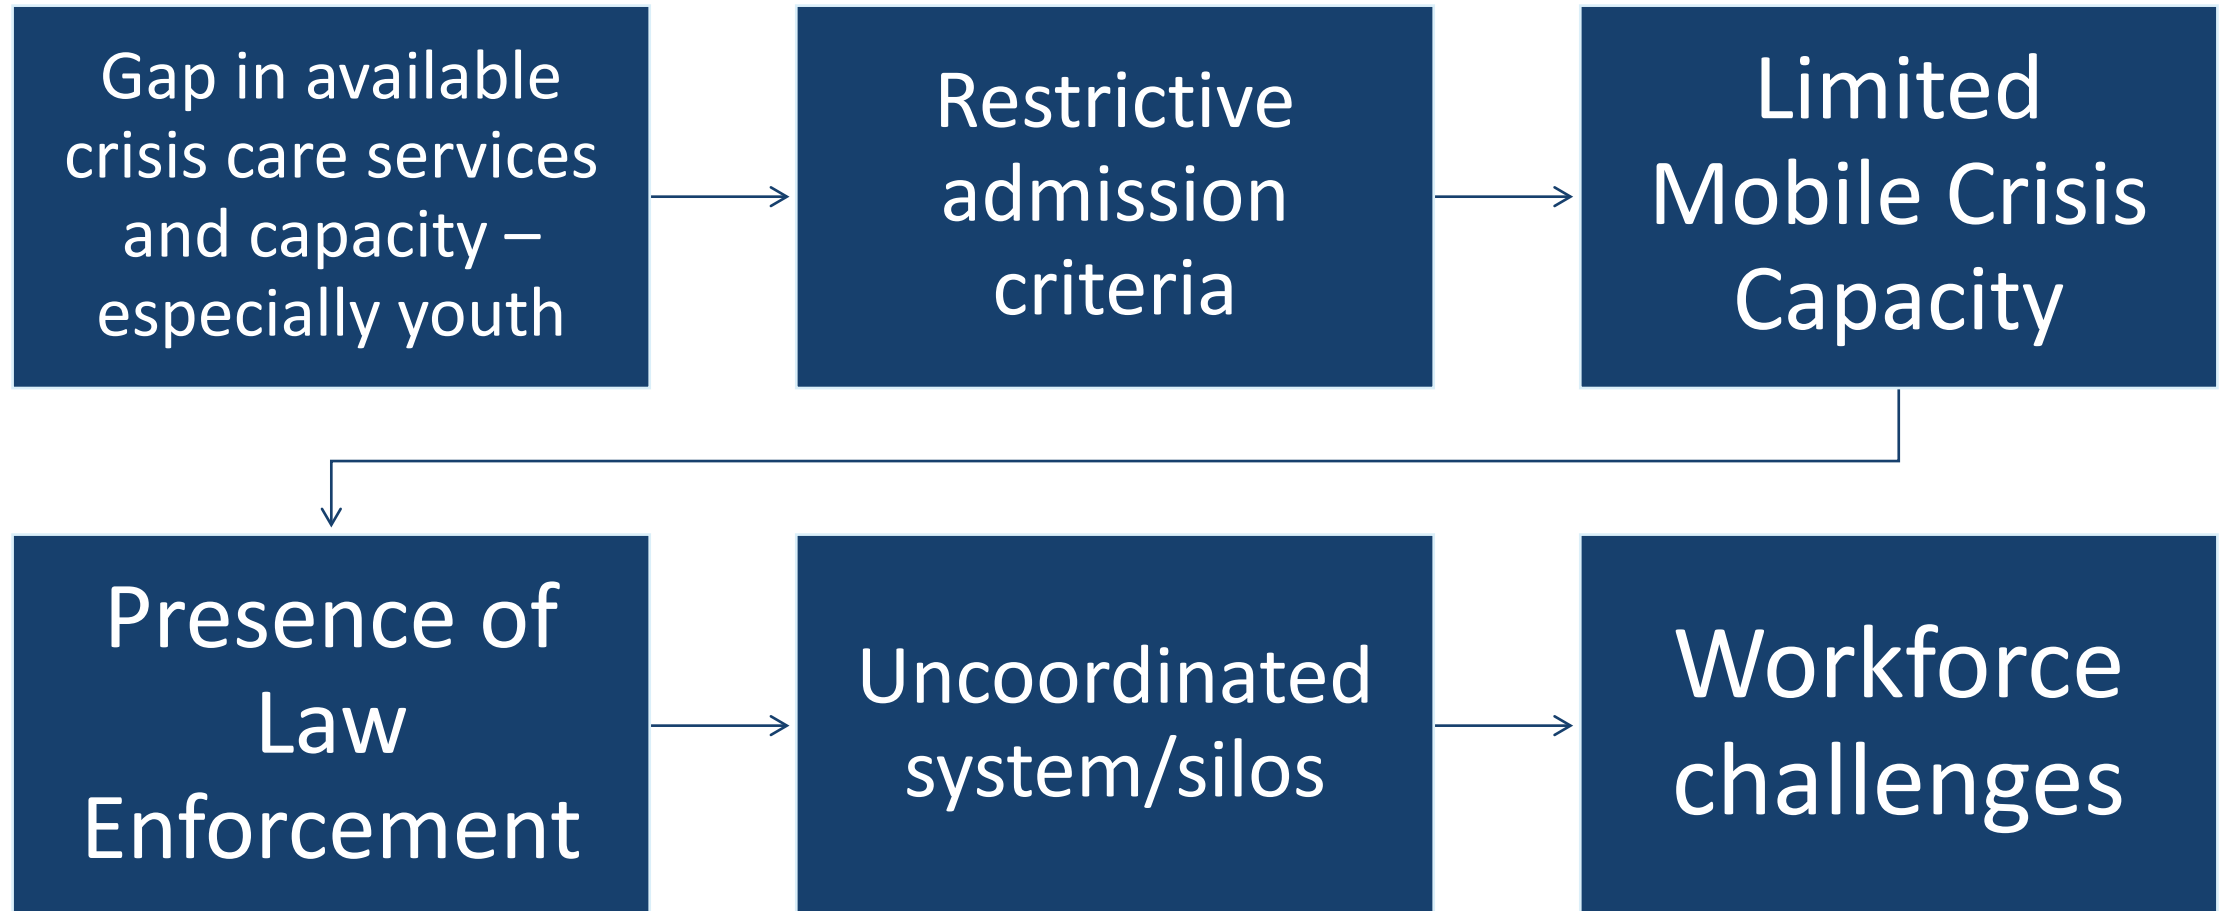 Gap in available
crisis care services
and capacity –
especially youth
Restrictive
admission
criteria
Limited
Mobile Crisis
Capacity
Presence of
Law
Enforcement
Uncoordinated
system/silos
Workforce
challenges